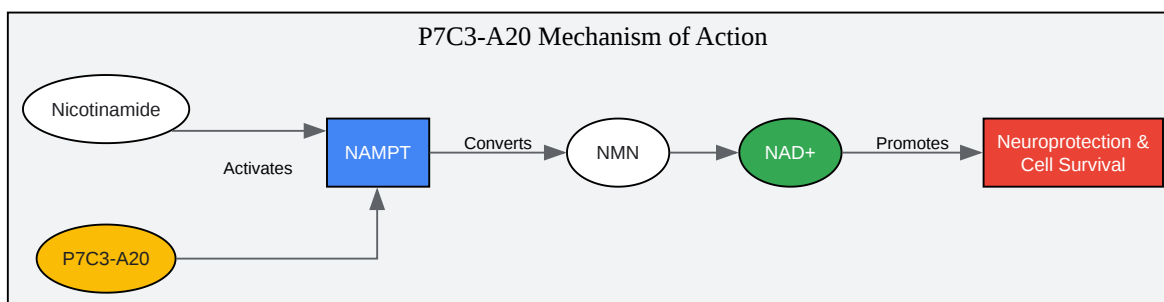 P7C3-A20 Mechanism of Action
Nicotinamide
Activates
P7C3-A20
NAMPT
Converts
NMN
NAD+
Promotes
Neuroprotection &
Cell Survival